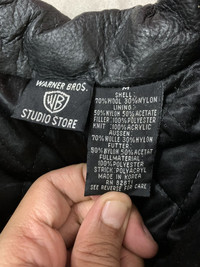 WARNER BROS.
WB
STUDIO STORE
M
SHELL:
70%WOOL 30%NYLON
LINING:
50%NYLON 50%ACETATE
FILLER:100%POLYESTER
KNIT :100%ACRYLIC
AUSSEN:
70%WOLLE 30%NYLON
FUTTER:
50%NYLON 50%ACETAT
FULLMATERIAL:
100%POLYESTER
STRICK.POLYACRYL
MADE IN KOREA
RN
SEE REVERSE FOR CARE